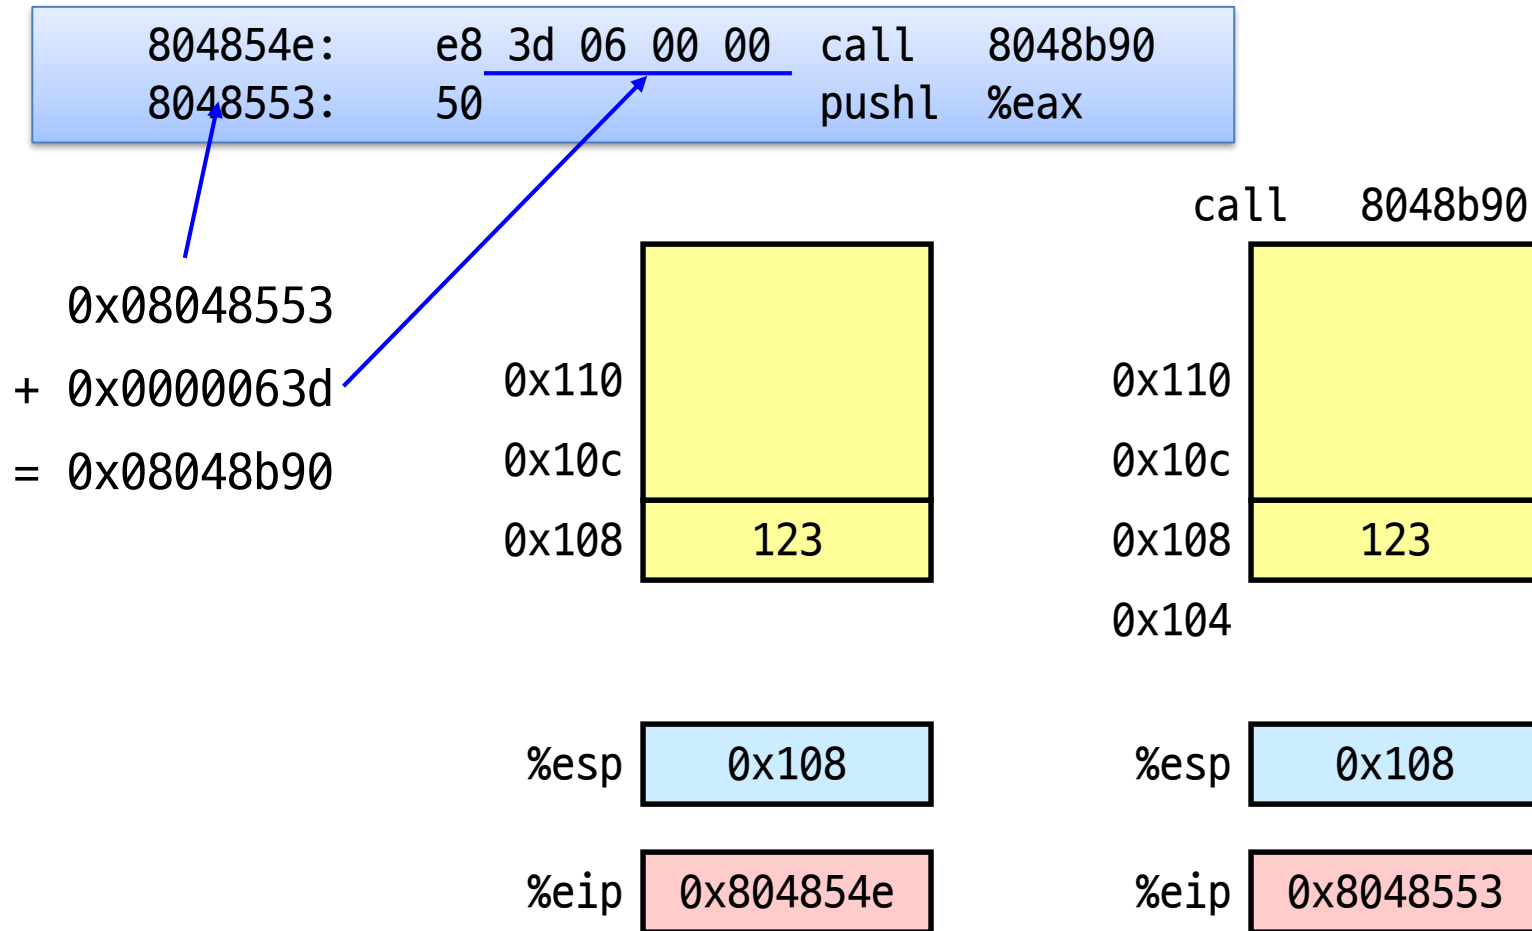 804854e: e8 3d 06 00 00 call 8048b90
8048553: 50 pushl %eax
call 8048b90
0x08048553
+ 0x0000063d
= 0x08048b90
0x110
0x10c
0x108 123
%esp 0x108
%eip 0x804854e
0x110
0x10c
0x108 123
0x104
%esp 0x108
%eip 0x8048553